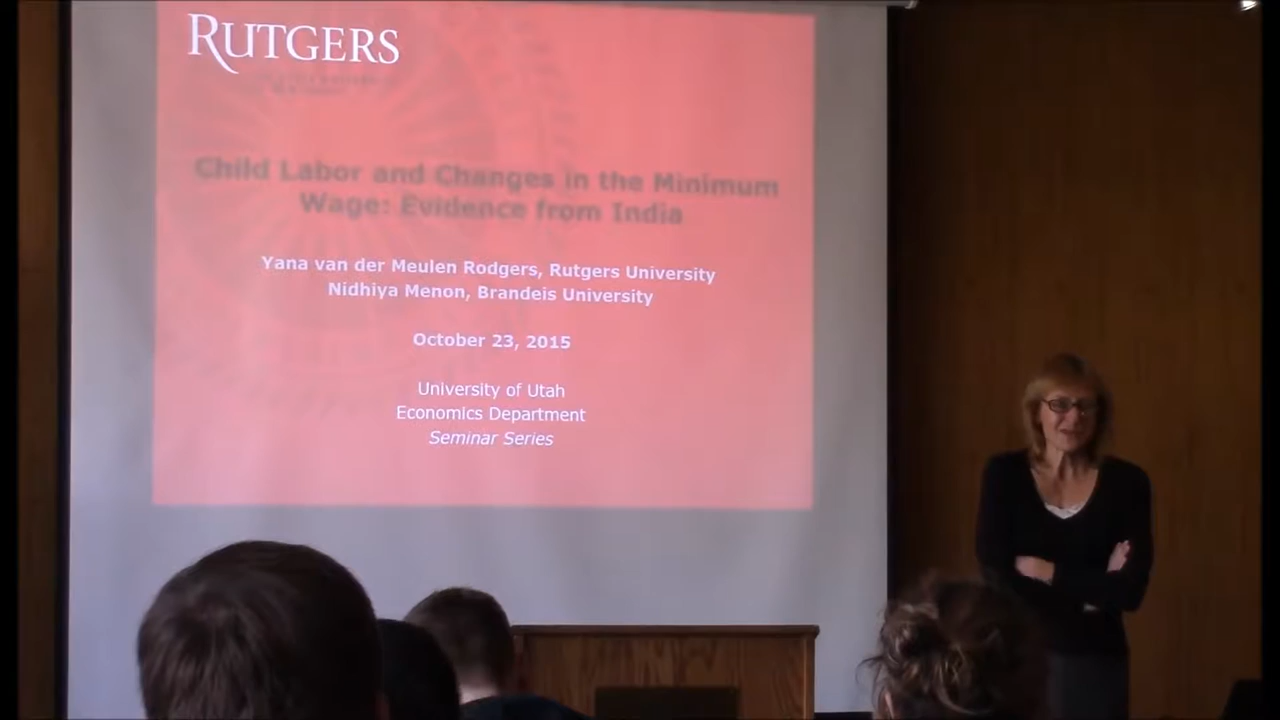 RUTGERS
Child Labor and Changes in the Minimum
Wage: Evidence from India
Yana van der Meulen Rodgers, Rutgers University
Nidhiya Menon, Brandeis University
October 23, 2015
University of Utah
Economics Department
Seminar Series